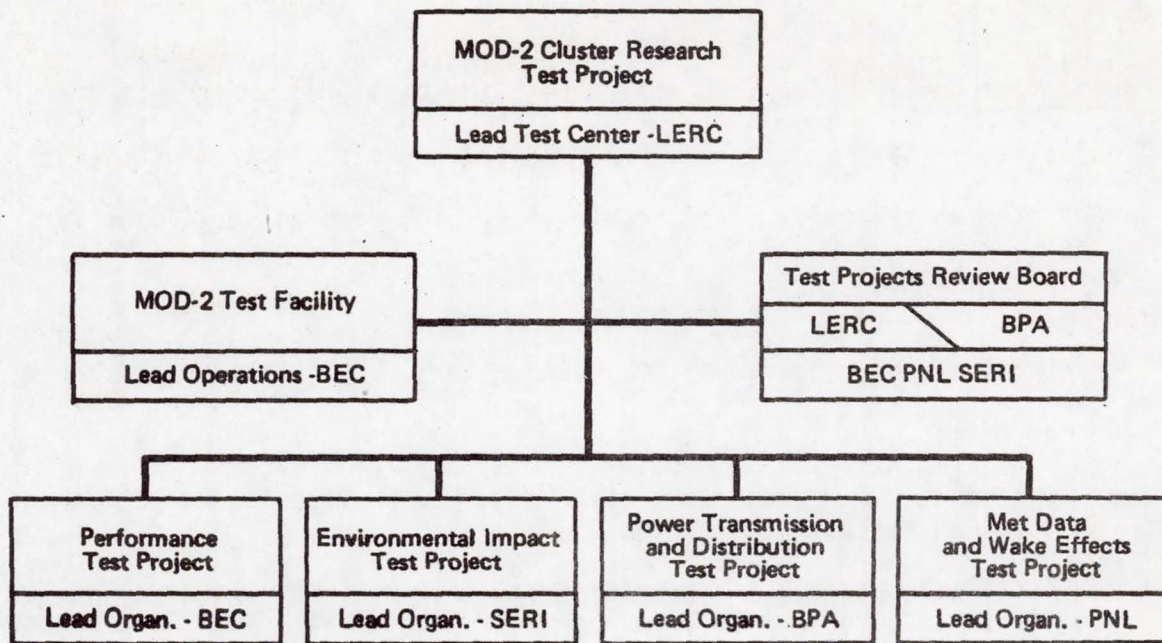 MOD-2 Cluster Research
Test Project
Lead Test Center -LERC
MOD-2 Test Facility
Lead Operations -BEC
Test Projects Review Board
LERC BPA
BEC PNL SERI
Performance
Test Project
Lead Organ. - BEC
Environmental Impact
Test Project
Lead Organ. - SERI
Power Transmission
and Distribution
Test Project
Lead Organ. - BPA
Met Data
and Wake Effects
Test Project
Lead Organ. - PNL